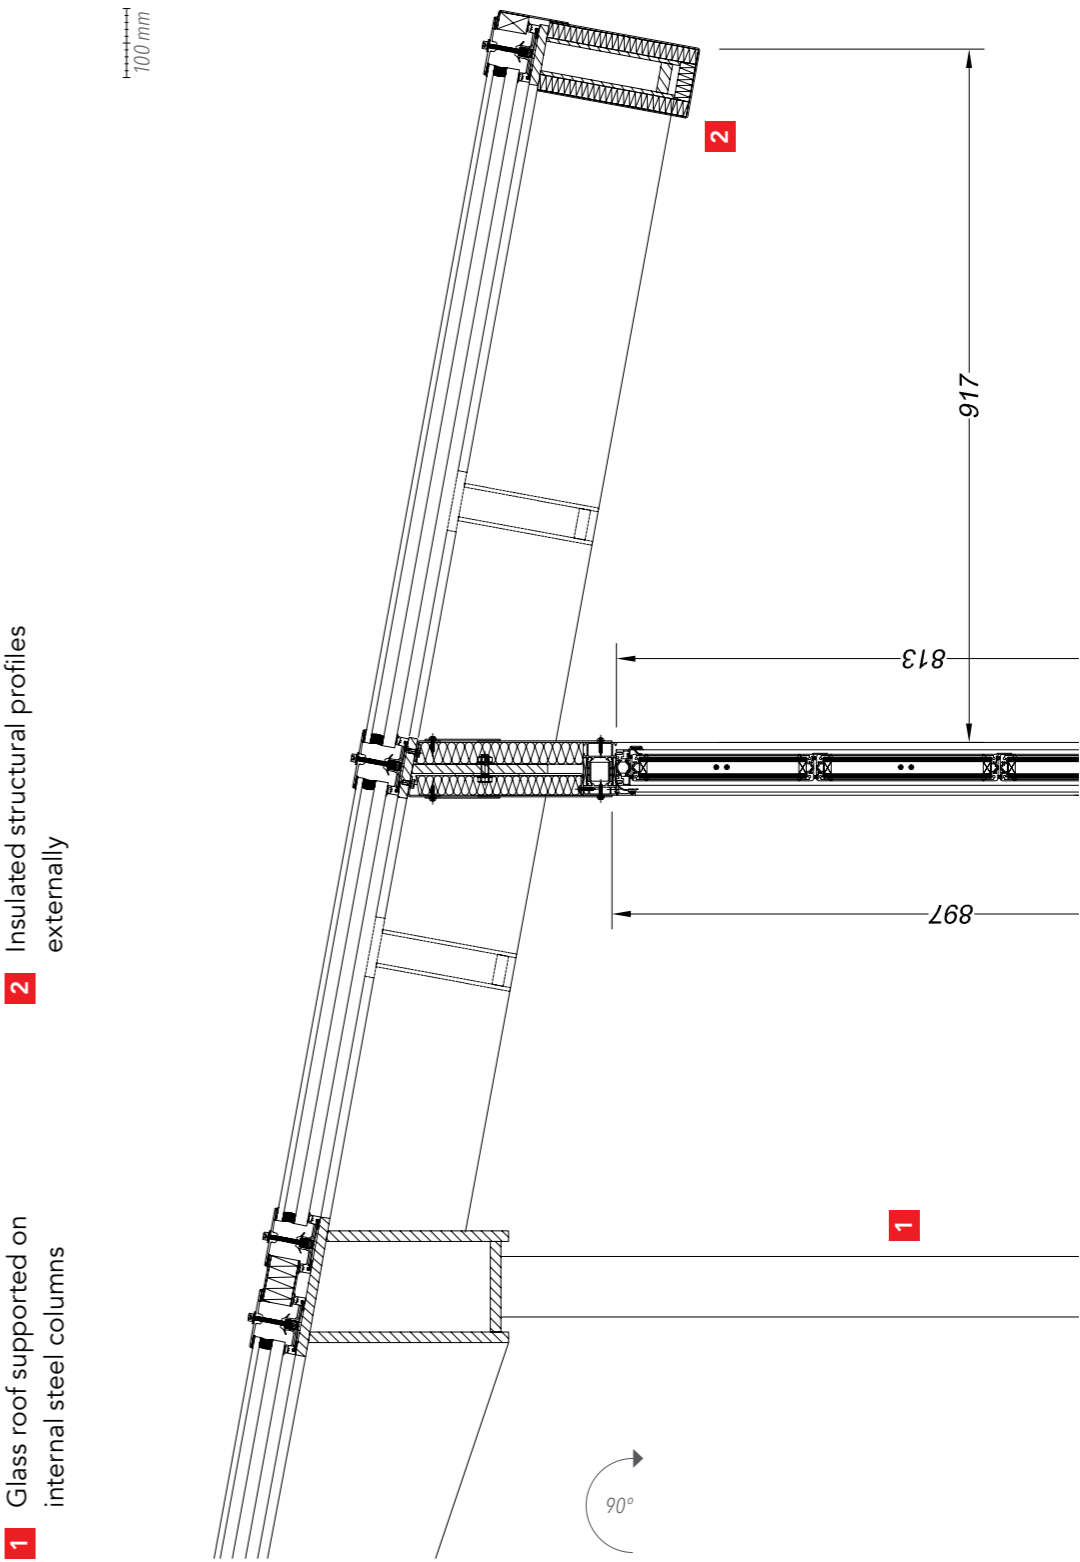 1 Glass roof supported on
internal steel columns
2 Insulated structural profiles
externally
100 mm
2
917
813
897
1
90º